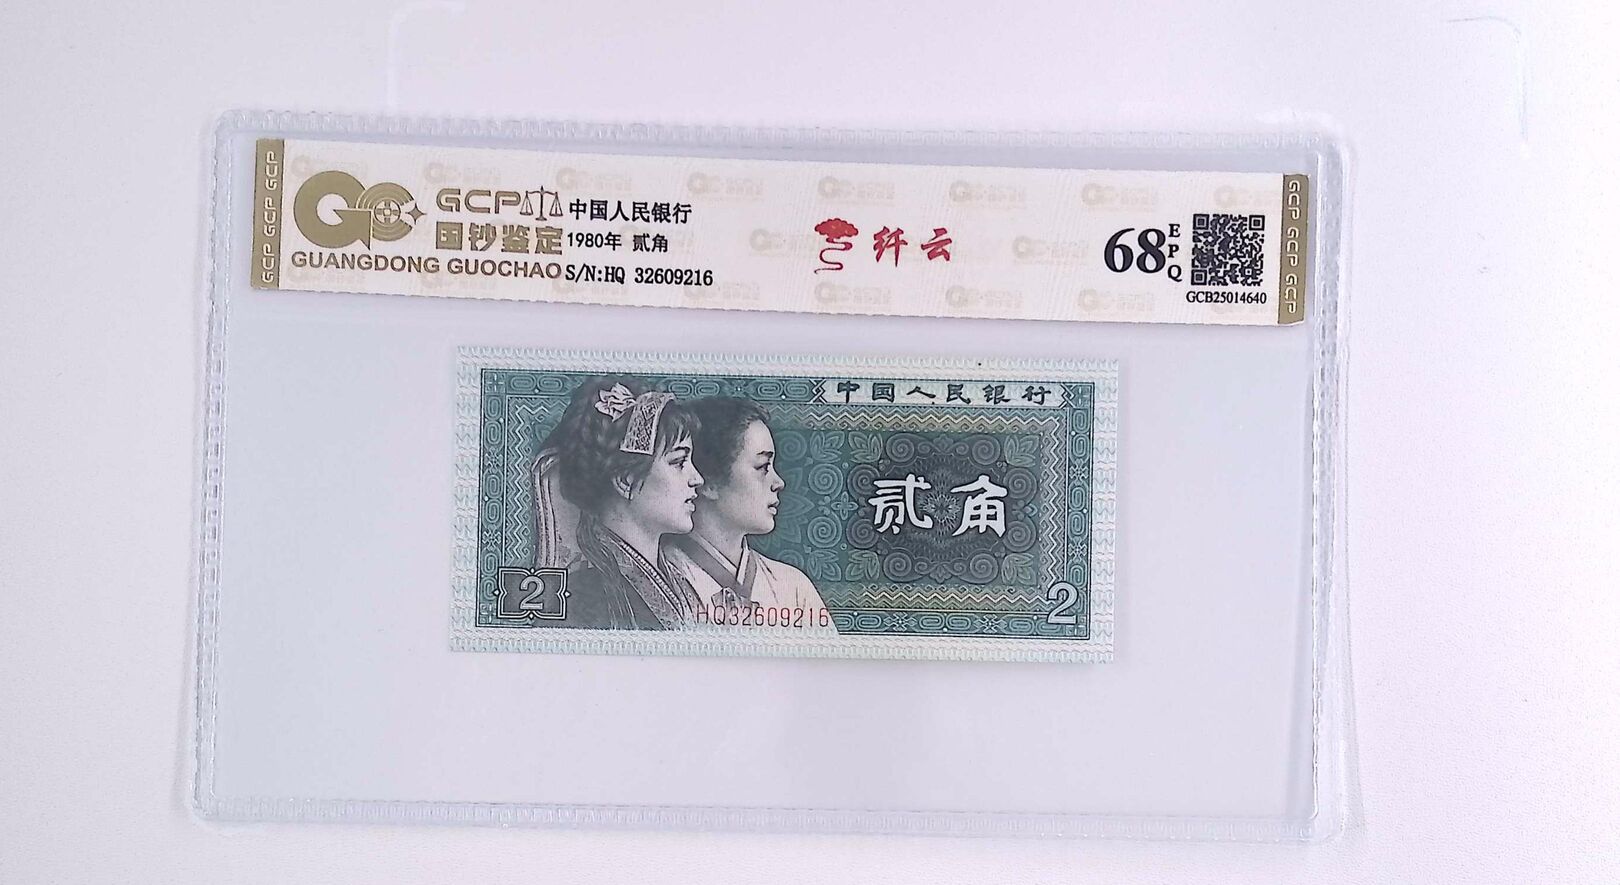 GCP GCP GCP
GCP
国钞鉴定
GUANGDONG GUOCHAO
中国人民银行
1980年 贰角
S/N:HQ 32609216
纤云
68
EPQ
GCB25014640
GCP GCP GCP
中国人民银行
贰角
2
HQ32609216
2